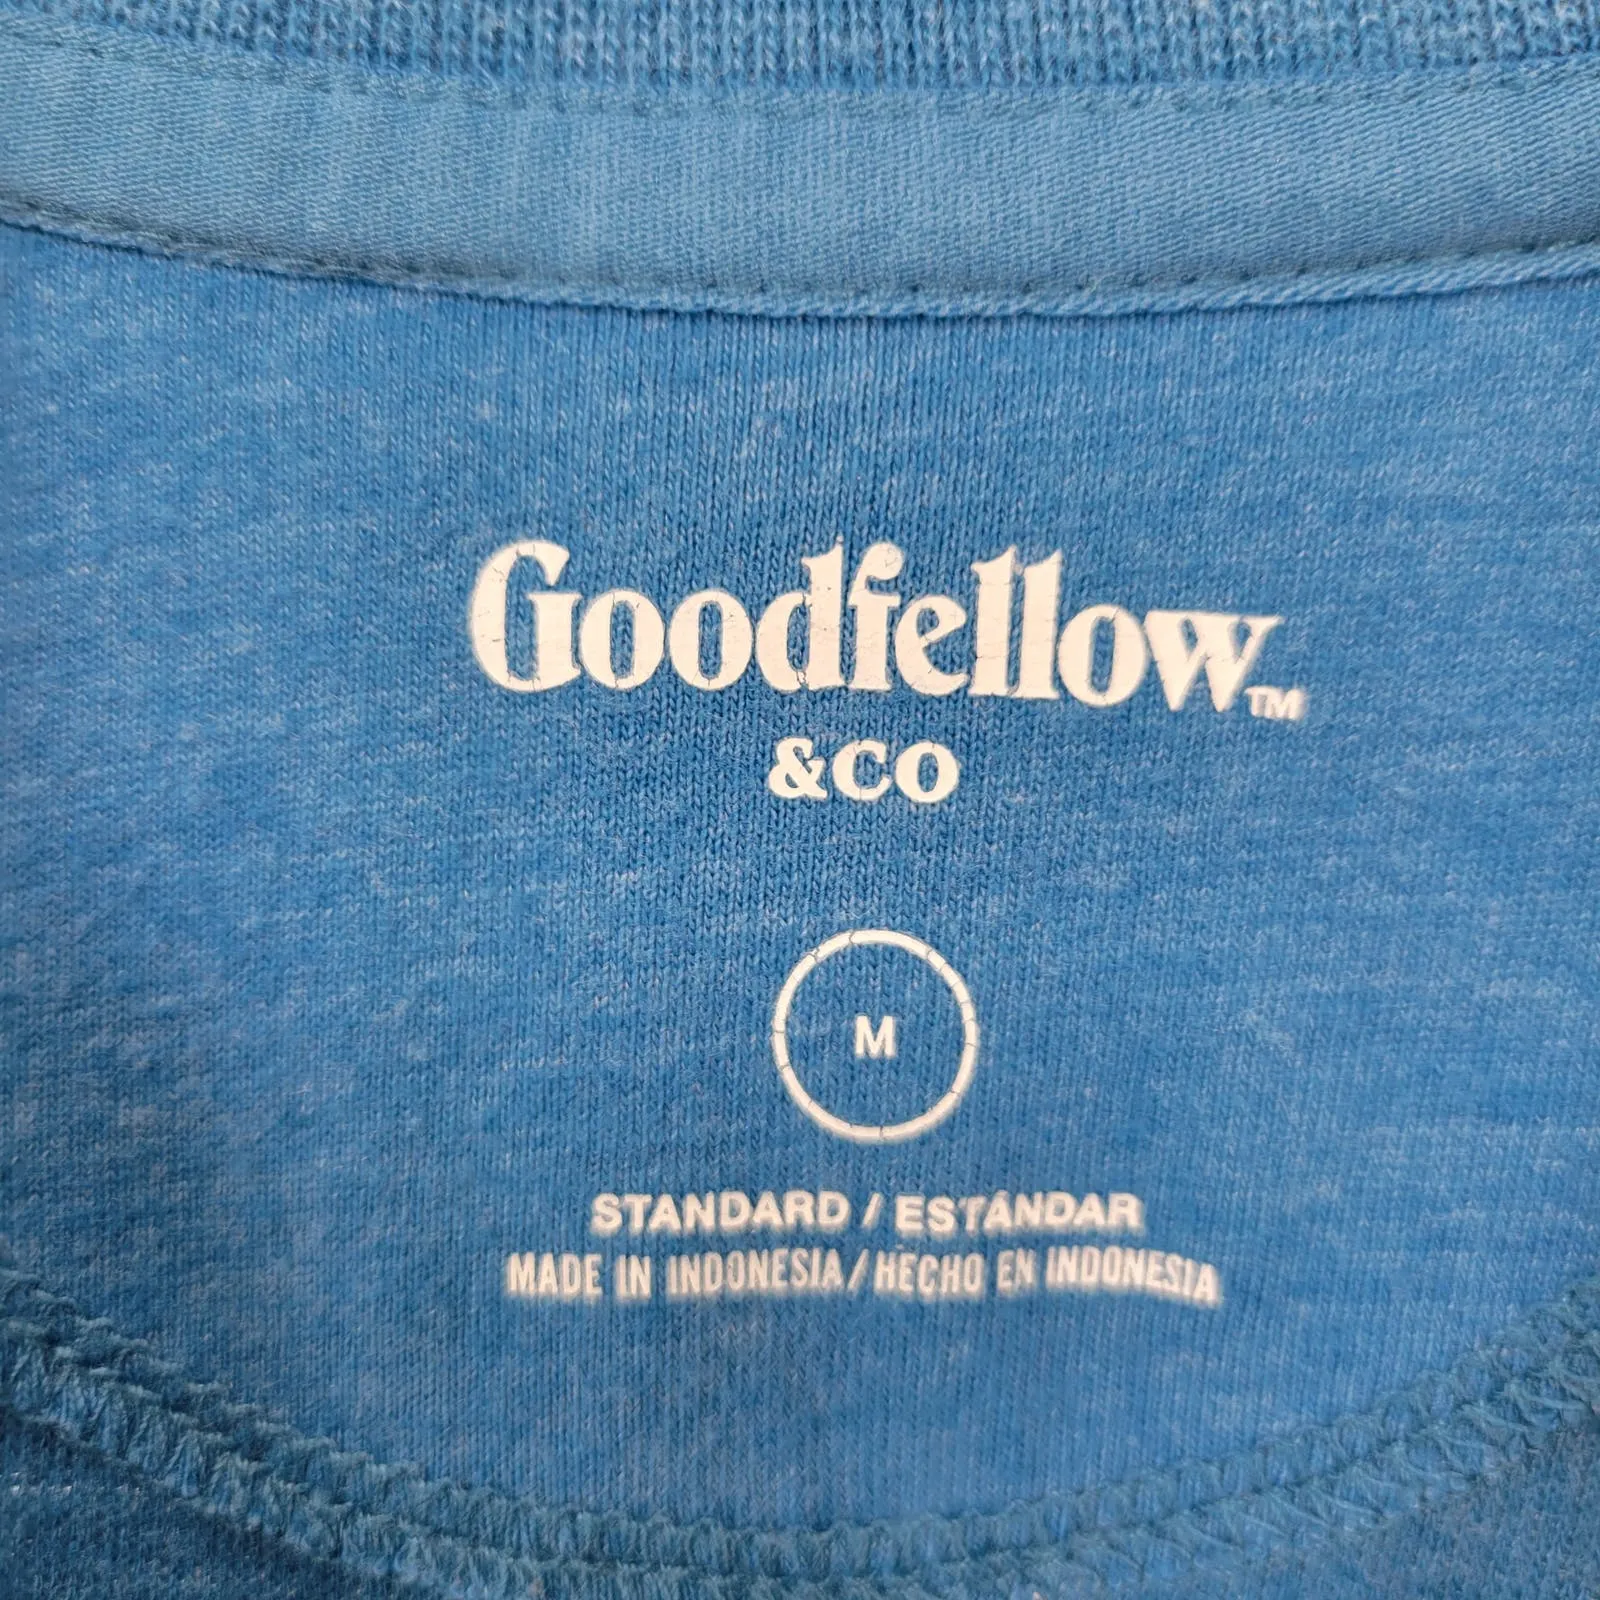 Goodfellow™
&CO
M
STANDARD / ESTÁNDAR
MADE IN INDONESIA / HECHO EN INDONESIA